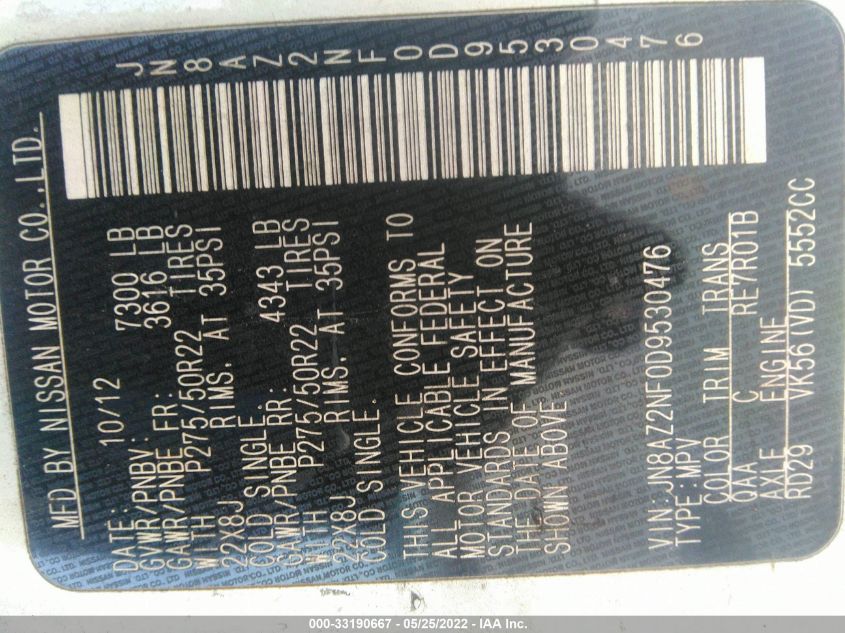 MFD BY NISSAN MOTOR CO.,LTD.
JN8AZ2NF0D9530476
DATE: 10/12
GVWR/PNBV: 7300 LB
GAWR/PNBE FR: 3616 LB
WITH P275/50R22 TIRES
22X8J RIMS. AT 35PSI
COLD SINGLE.
GAWR/PNBE RR: 4343 LB
WITH P275/50R22 TIRES
22X8J RIMS. AT 35PSI
COLD SINGLE.
THIS VEHICLE CONFORMS TO
ALL APPLICABLE FEDERAL
MOTOR VEHICLE SAFETY
STANDARDS IN EFFECT ON
THE DATE OF MANUFACTURE
SHOWN ABOVE
VIN:JN8AZ2NF0D9530476
TYPE:MPV
COLOR TRIM TRANS
QAA C RE7R01B
AXLE ENGINE
RD29 VK56(VD) 5552CC
000-33190667 - 05/25/2022 - IAA Inc.